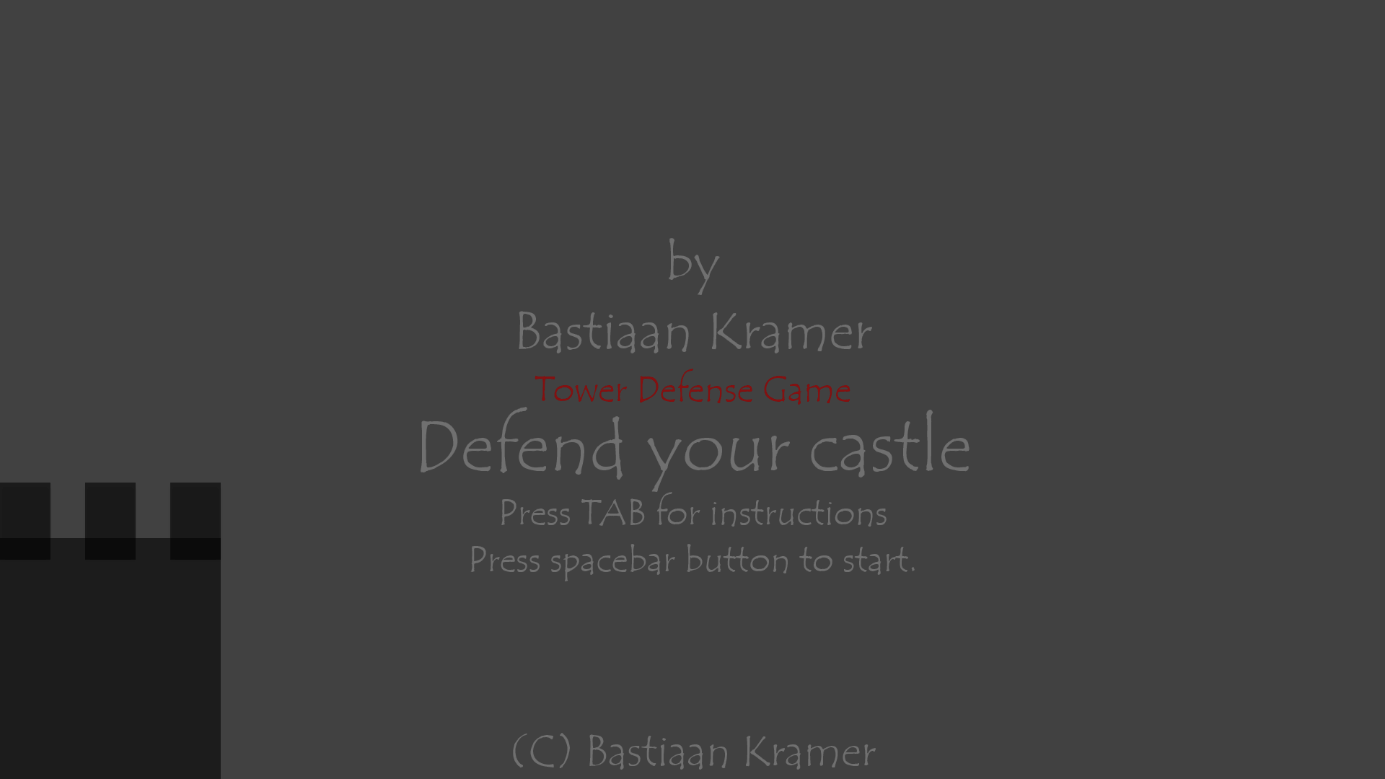 by
Bastiaan Kramer
Tower Defense Game
Defend your castle
Press TAB for instructions
Press spacebar button to start.
(C) Bastiaan Kramer